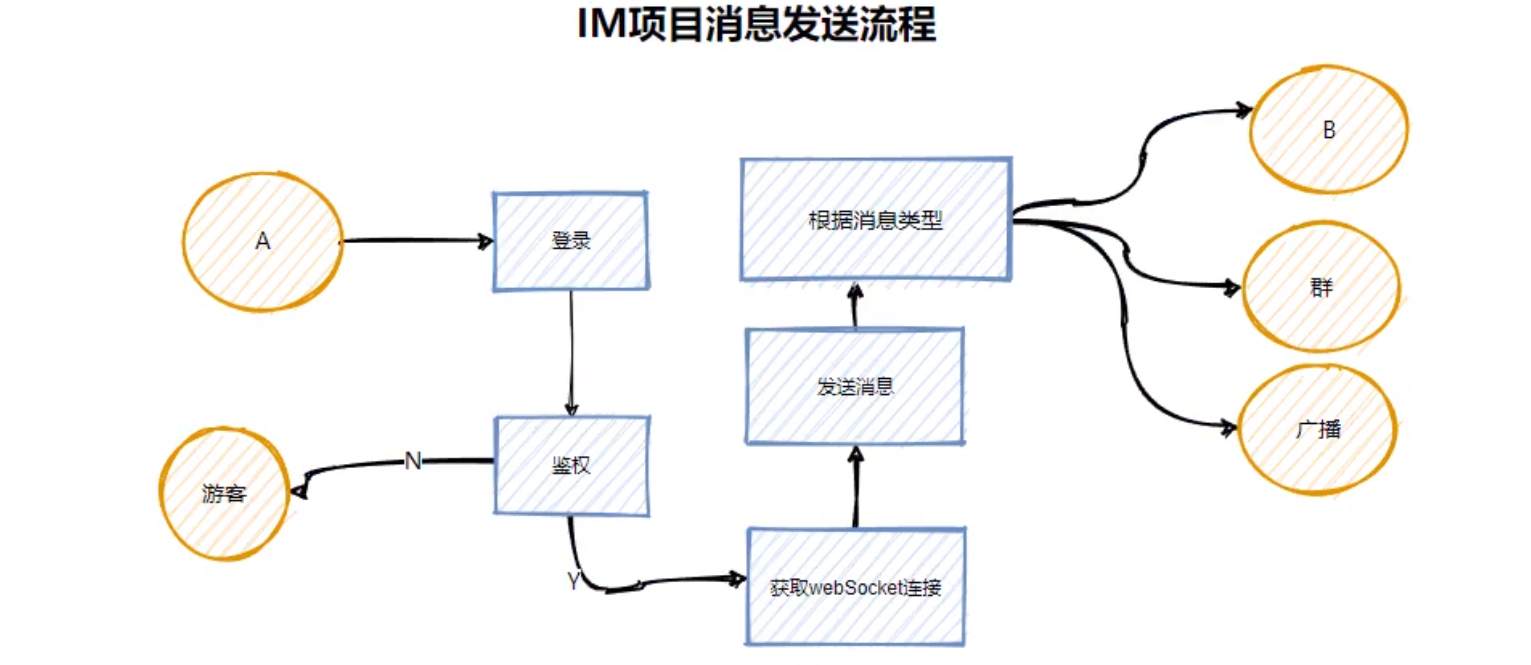 IM项目消息发送流程
A
登录
鉴权
N
游客
Y
获取webSocket连接
发送消息
根据消息类型
B
群
广播